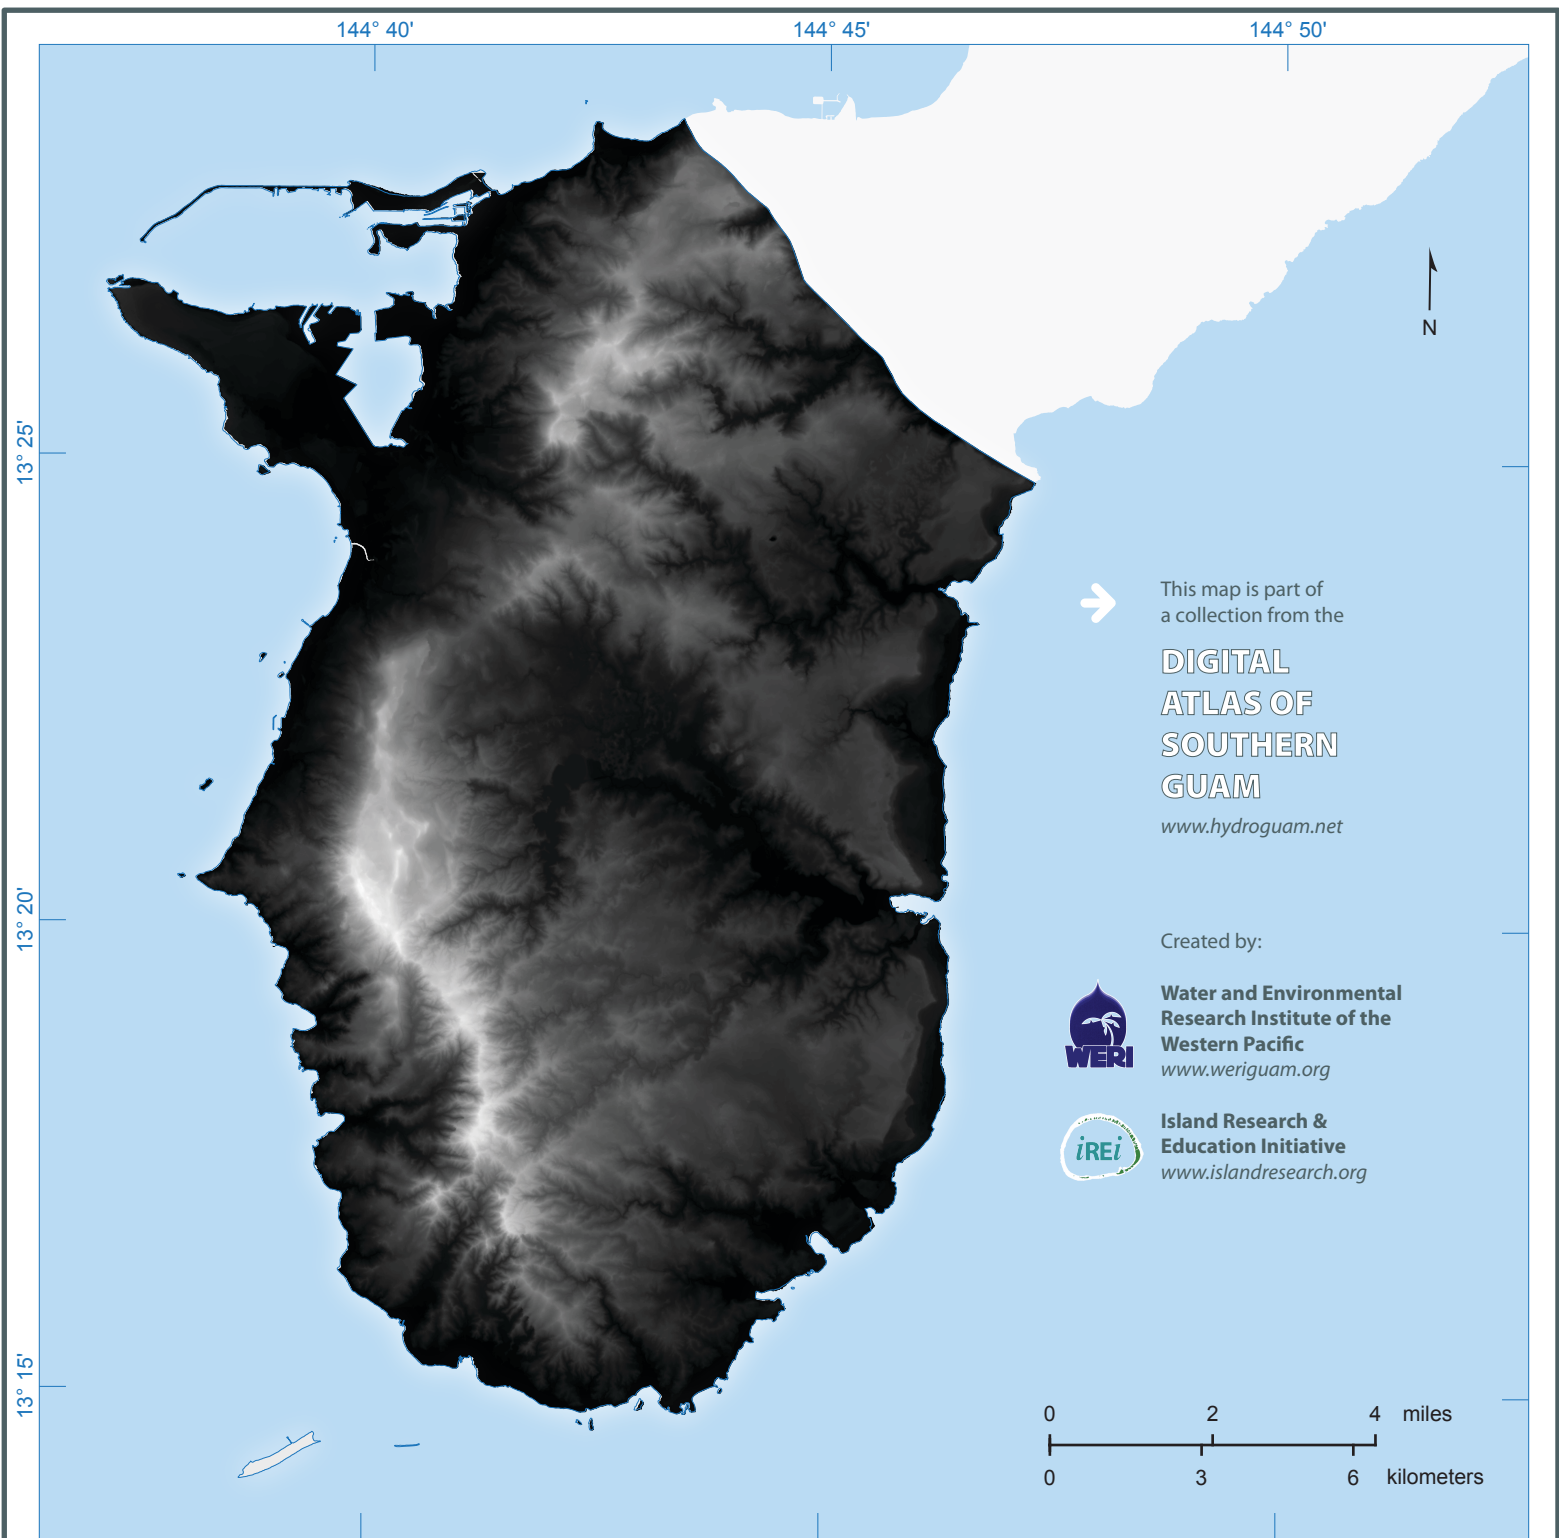 144° 40'
144° 45'
144° 50'
13° 25'
13° 20'
13° 15'
N
This map is part of
a collection from the
DIGITAL
ATLAS OF
SOUTHERN
GUAM
www.hydroguam.net
Created by:
WERI
Water and Environmental
Research Institute of the
Western Pacific
www.weriguam.org
iREi
Island Research &
Education Initiative
www.islandresearch.org
0 2 4 miles
0 3 6 kilometers